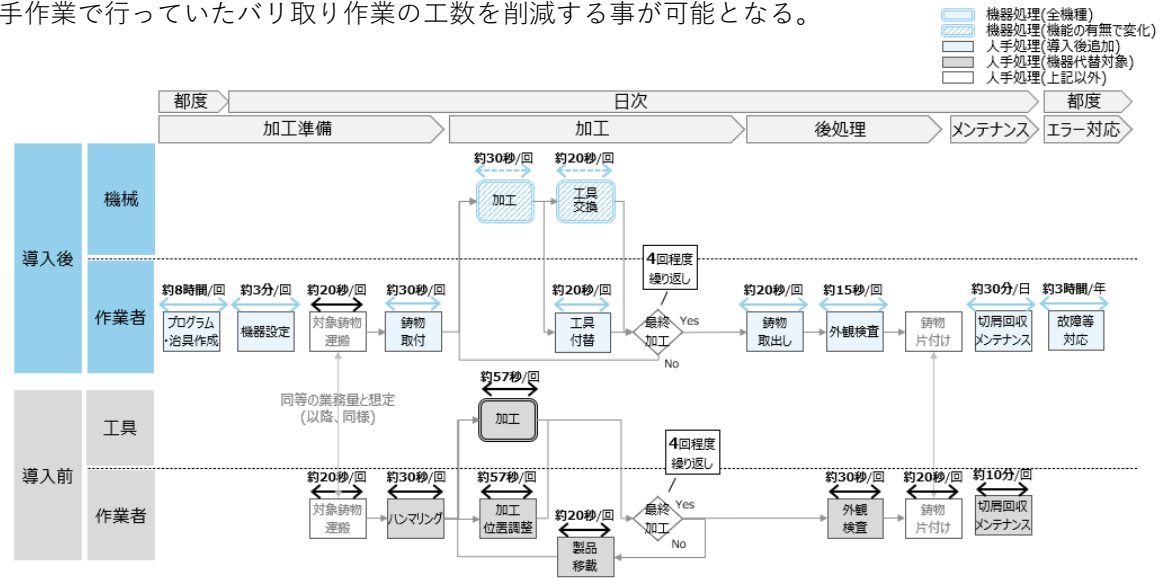 手作業で行っていたバリ取り作業の工数を削減する事が可能となる。
機器処理(全機種)
機器処理(機能の有無で変化)
人手処理(導入後追加)
人手処理(機器代替対象)
人手処理(上記以外)
都度
日次
都度
加工準備
加工
後処理
メンテナンス
エラー対応
導入後
機械
約30秒/回
約20秒/回
加工
工具
交換
4回程度
繰り返し
作業者
約8時間/回
約3分/回
約20秒/回
約30秒/回
約20秒/回
約20秒/回
約15秒/回
約30分/日
約3時間/年
プログラム
・治具作成
機器設定
対象鋳物
運搬
鋳物
取付
工具
付替
最終
加工
Yes
No
鋳物
取出し
外観検査
鋳物
片付け
切屑回収
メンテナンス
故障等
対応
同等の業務量と想定
(以降、同様)
導入前
工具
約57秒/回
加工
4回程度
繰り返し
作業者
約20秒/回
約30秒/回
約57秒/回
約30秒/回
約20秒/回
約10分/日
対象鋳物
運搬
ハンマリング
加工
位置調整
約20秒/回
製品
移載
最終
加工
Yes
No
外観
検査
鋳物
片付け
切屑回収
メンテナンス